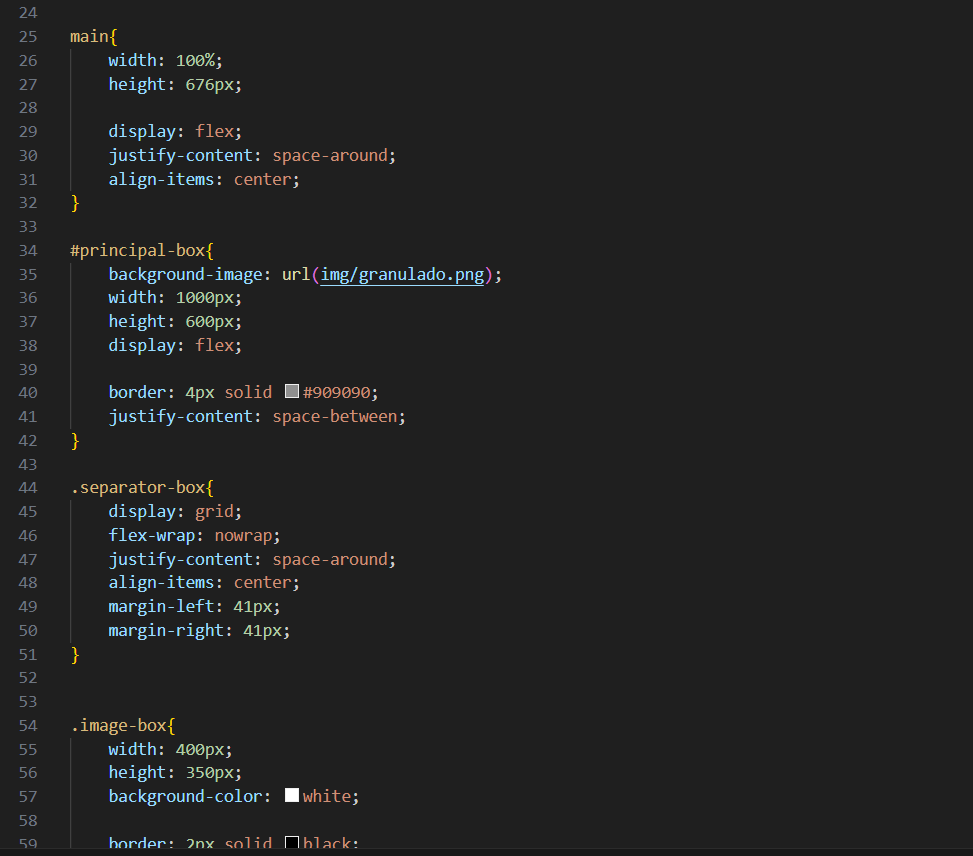 24
25 main{
26 width: 100%;
27 height: 676px;
28
29 display: flex;
30 justify-content: space-around;
31 align-items: center;
32 }
33
34 #principal-box{
35 background-image: url(img/granulado.png);
36 width: 1000px;
37 height: 600px;
38 display: flex;
39
40 border: 4px solid #909090;
41 justify-content: space-between;
42 }
43
44 .separator-box{
45 display: grid;
46 flex-wrap: nowrap;
47 justify-content: space-around;
48 align-items: center;
49 margin-left: 41px;
50 margin-right: 41px;
51 }
52
53
54 .image-box{
55 width: 400px;
56 height: 350px;
57 background-color: white;
58
59 border: 2px solid black;